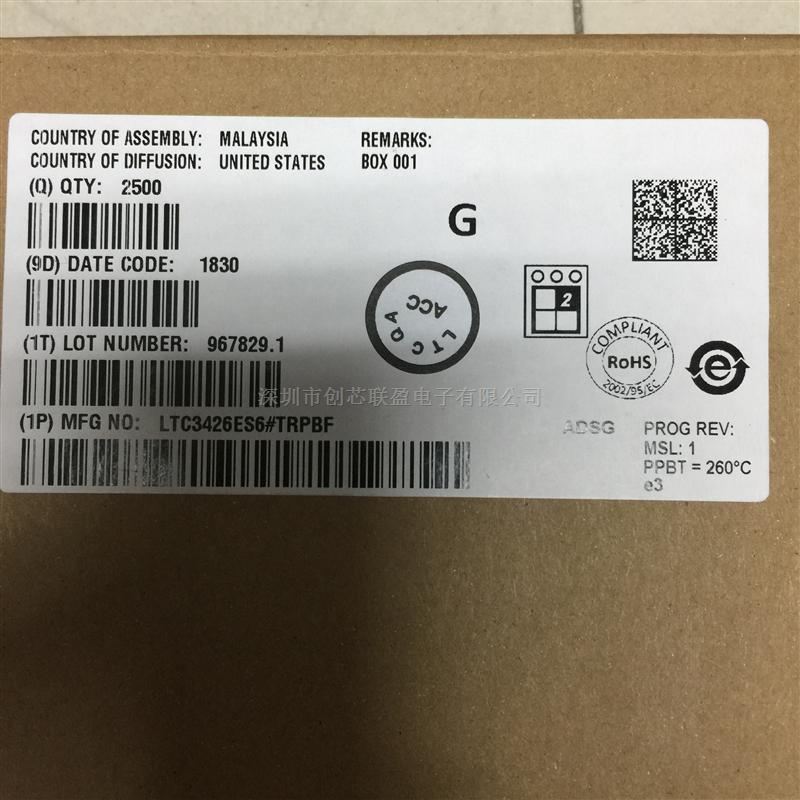 COUNTRY OF ASSEMBLY: MALAYSIA REMARKS:
COUNTRY OF DIFFUSION: UNITED STATES BOX 001
(Q) QTY: 2500
G
(9D) DATE CODE: 1830
LTC QA
ACC
2
COMPLIANT
RoHS
2002/95/EC
e
(1T) LOT NUMBER: 967829.1
深圳市创芯联盈电子有限公司
(1P) MFG NO: LTC3426ES6#TRPBF
ADSG
PROG REV:
MSL: 1
PPBT = 260°C
e3